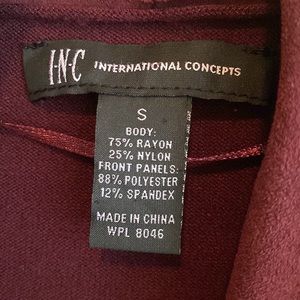 I·N·C INTERNATIONAL CONCEPTS
S
BODY:
75% RAYON
25% NYLON
FRONT PANELS:
88% POLYESTER
12% SPANDEX
MADE IN CHINA
WPL 8046